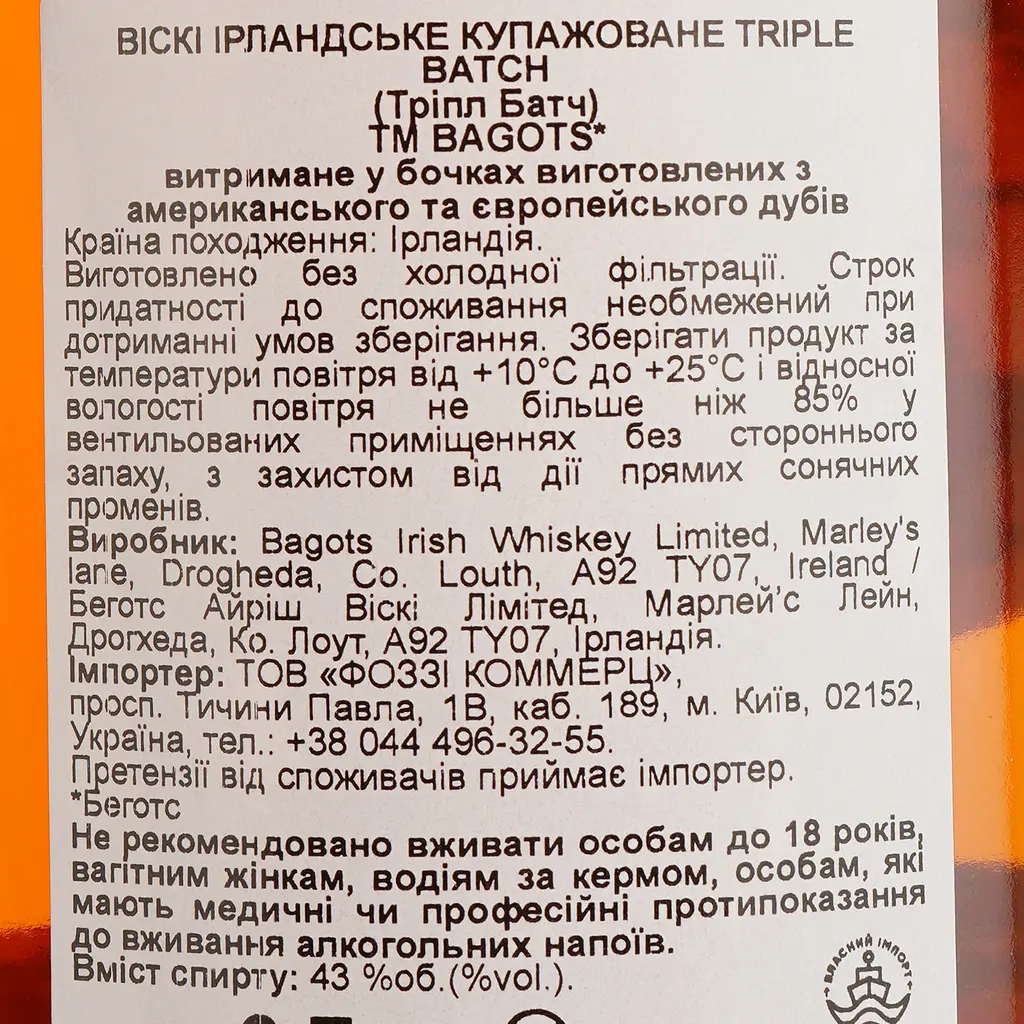 ВІСКІ ІРЛАНДСЬКЕ КУПАЖОВАНЕ TRIPLE
BATCH
(Тріпл Батч)
ТМ BAGOTS*
витримане у бочках виготовлених з
американського та європейського дубів
Країна походження: Ірландія.
Виготовлено без холодної фільтрації. Строк
придатності до споживання необмежений при
дотриманні умов зберігання. Зберігати продукт за
температури повітря від +10°C до +25°C і відносної
вологості повітря не більше ніж 85% у
вентильованих приміщеннях без стороннього
запаху, з захистом від дії прямих сонячних
променів.
Виробник: Bagots Irish Whiskey Limited, Marley's
lane, Drogheda, Co. Louth, A92 TY07, Ireland /
Беготс Айріш Віскі Лімітед, Марлей'с Лейн,
Дрогхеда, Ко. Лоут, A92 TY07, Ірландія.
Імпортер: ТОВ «ФОЗЗІ КОММЕРЦ»,
просп. Тичини Павла, 1В, каб. 189, м. Київ, 02152,
Україна, тел.: +38 044 496-32-55.
Претензії від споживачів приймає імпортер.
*Беготс
Не рекомендовано вживати особам до 18 років,
вагітним жінкам, водіям за кермом, особам, які
мають медичні чи професійні протипоказання
до вживання алкогольних напоїв.
Вміст спирту: 43 %об.(%vol.).
ВЛАСНИЙ ІМПОРТ